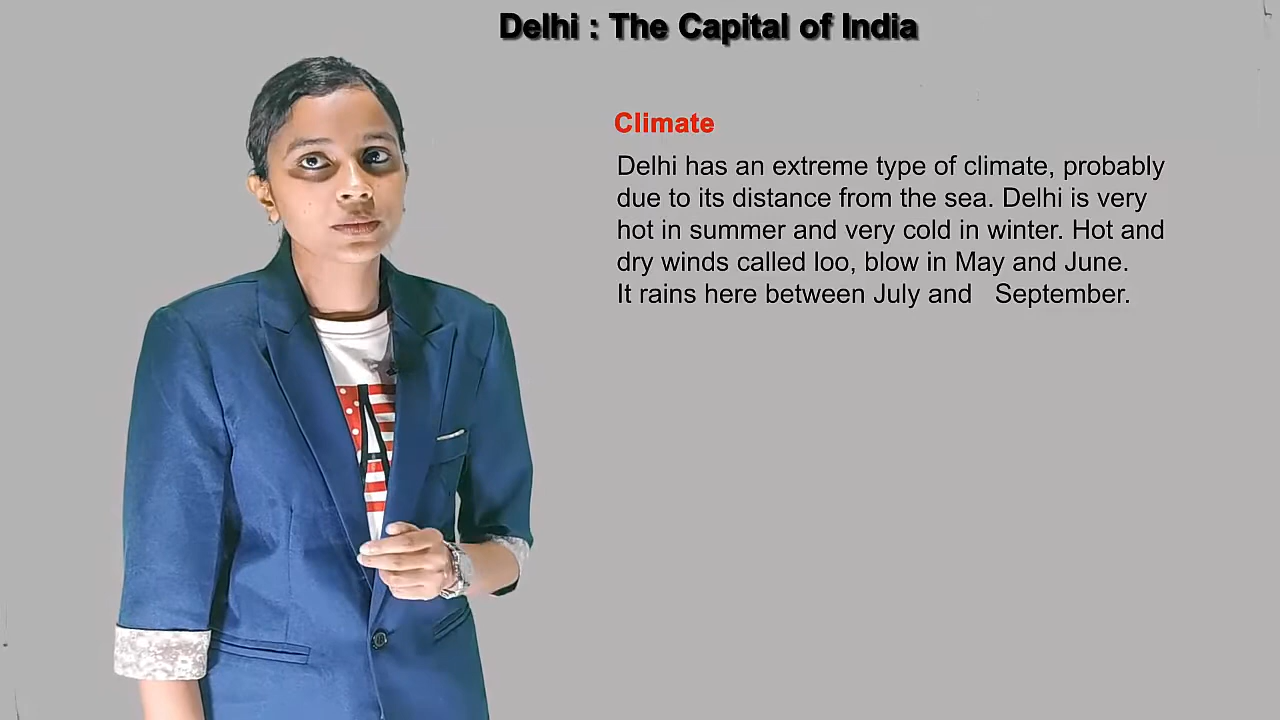 Delhi : The Capital of India
Climate
Delhi has an extreme type of climate, probably
due to its distance from the sea. Delhi is very
hot in summer and very cold in winter. Hot and
dry winds called loo, blow in May and June.
It rains here between July and September.